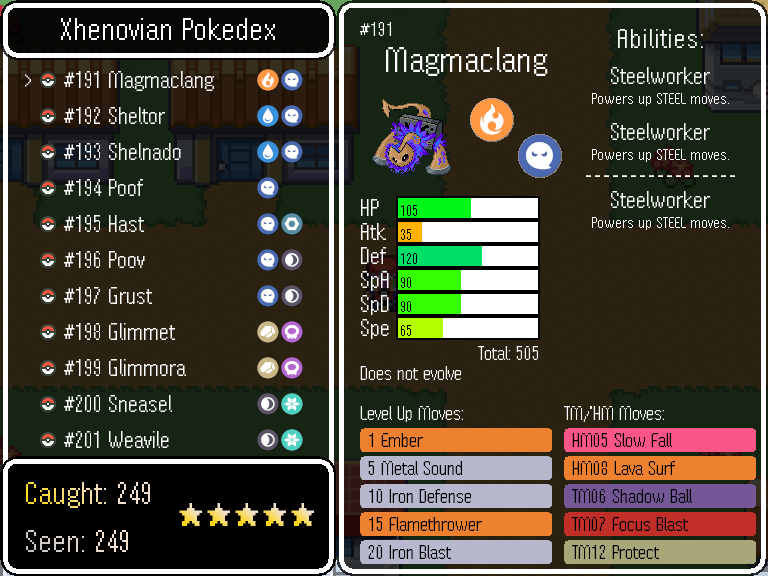 Xhenovian Pokedex
#191 Magmaclang
#192 Sheltor
#193 Shelnado
#194 Poof
#195 Hast
#196 Poov
#197 Grust
#198 Glimmet
#199 Glimmora
#200 Sneasel
#201 Weavile
Caught: 249
Seen: 249
#191
Magmaclang
Abilities:
Steelworker
Powers up STEEL moves.
Steelworker
Powers up STEEL moves.
Steelworker
Powers up STEEL moves.
HP 105
Atk 35
Def 120
SpA 90
SpD 90
Spe 65
Total: 505
Does not evolve
Level Up Moves:
1 Ember
5 Metal Sound
10 Iron Defense
15 Flamethrower
20 Iron Blast
TM/HM Moves:
HM05 Slow Fall
HM08 Lava Surf
TM06 Shadow Ball
TM07 Focus Blast
TM12 Protect